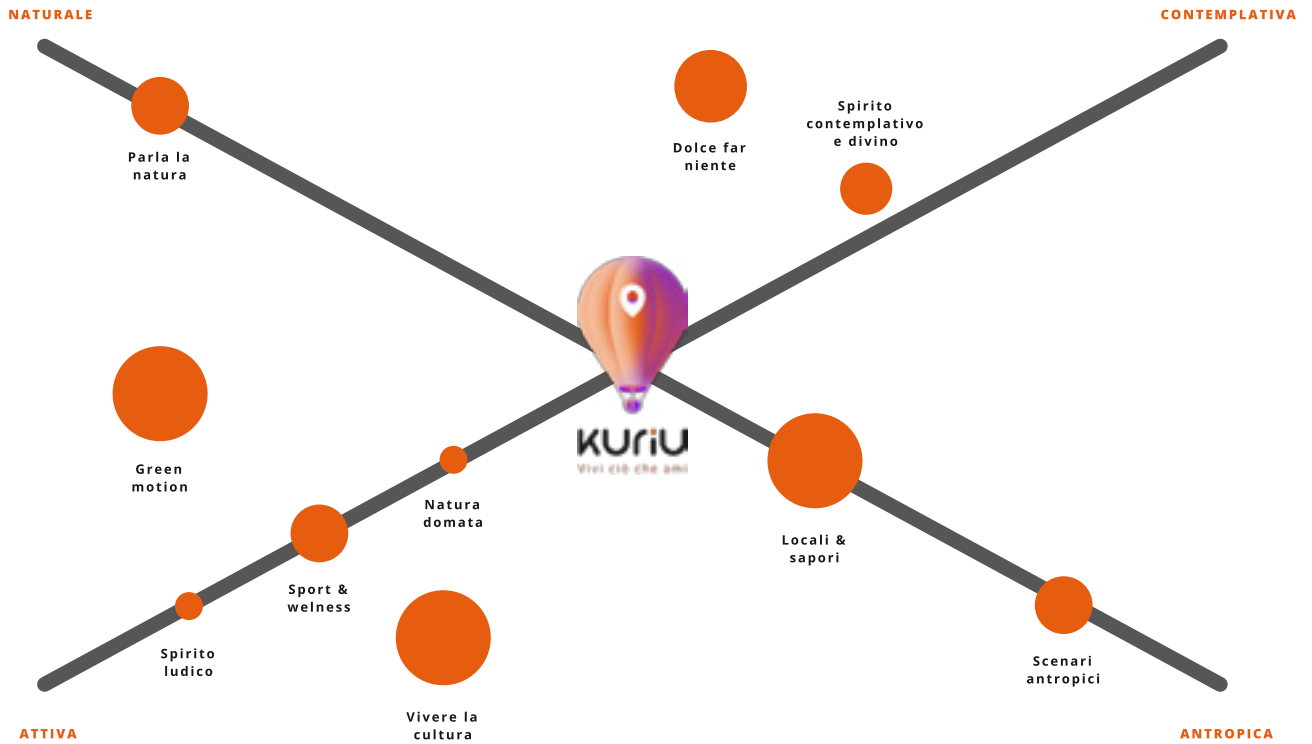 NATURALE
CONTEMPLATIVA
Spirito
contemplativo
e divino
Dolce far
niente
Parla la
natura
KURIU
Vivi ciò che ami
Green
motion
Natura
domata
Locali &
sapori
Sport &
welness
Spirito
ludico
Scenari
antropici
Vivere la
cultura
ATTIVA
ANTROPICA